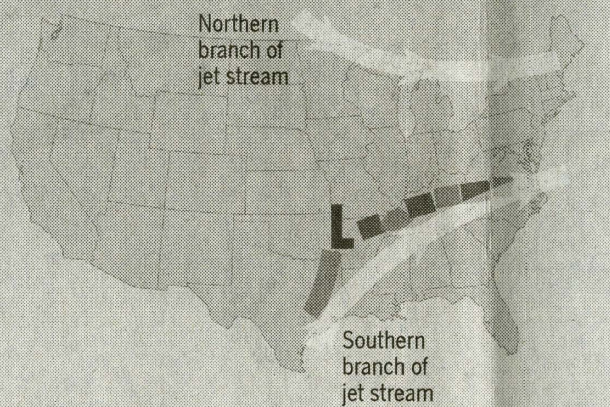 Northern
branch of
jet stream
L
Southern
branch of
jet stream